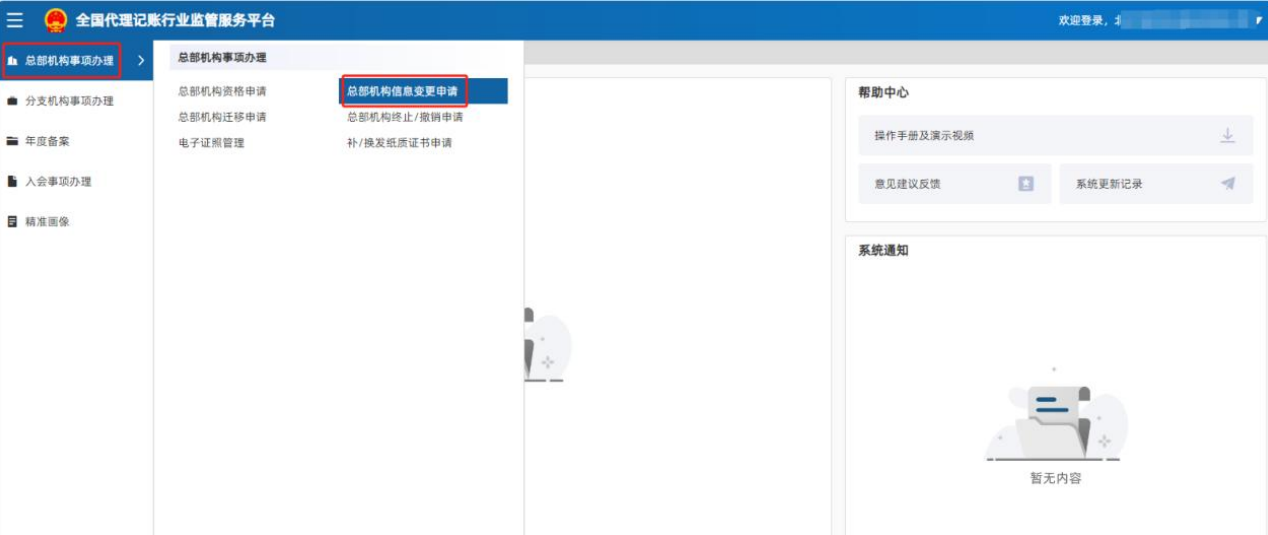 全国代理记账行业监管服务平台
欢迎登录，北
总部机构事项办理
分支机构事项办理
年度备案
入会事项办理
精准画像
总部机构事项办理
总部机构资格申请
总部机构信息变更申请
总部机构迁移申请
总部机构终止/撤销申请
电子证照管理
补/换发纸质证书申请
帮助中心
操作手册及演示视频
意见建议反馈
系统更新记录
系统通知
暂无内容